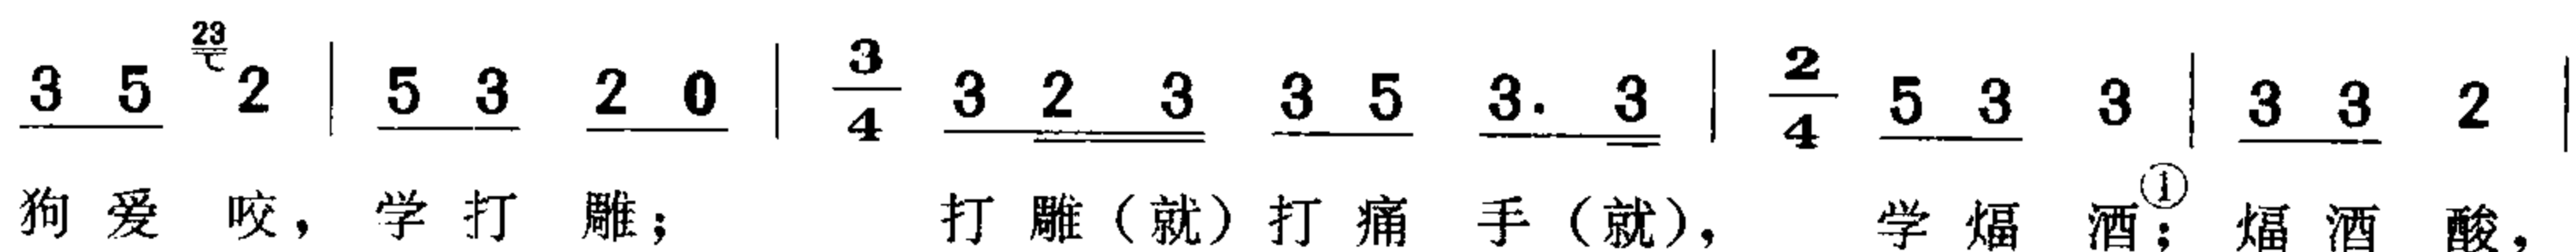 3 5 23 2 | 5 3 2 0 | 3/4 3 2 3 3 5 3. 3 | 2/4 5 3 3 | 3 3 2 |
狗爱咬，学打雕；打雕（就）打痛手（就），学煏酒①；煏酒酸，